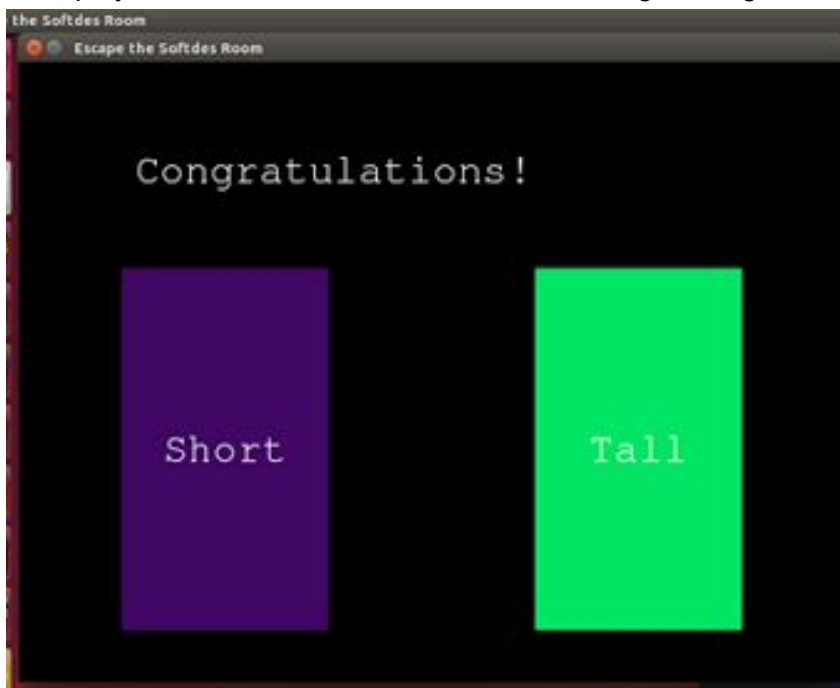 the Softdes Room
Escape the Softdes Room
Congratulations!
Short
Tall